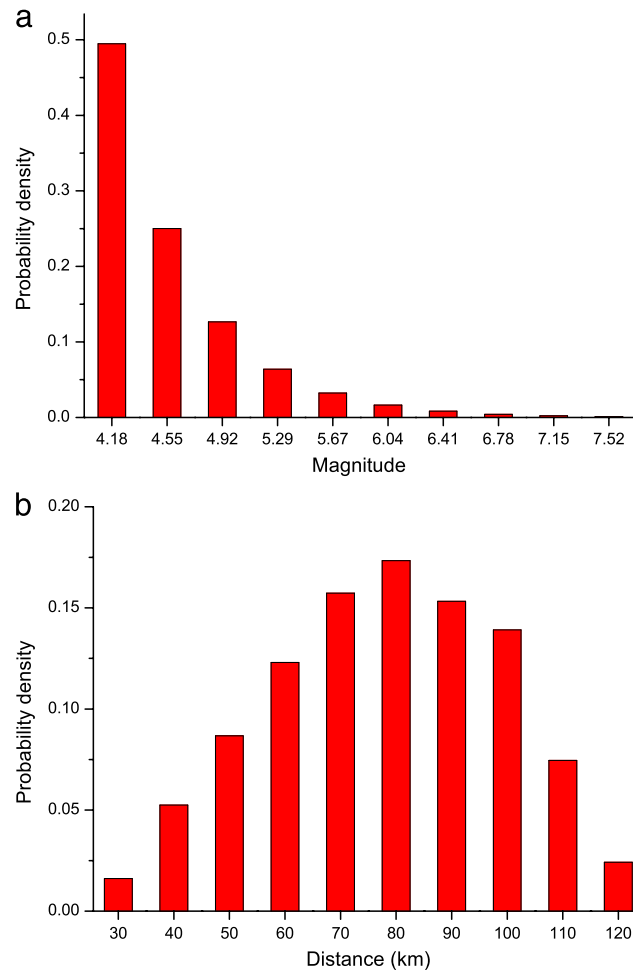 a
0.5
0.4
0.3
0.2
0.1
0.0
Probability density
4.18 4.55 4.92 5.29 5.67 6.04 6.41 6.78 7.15 7.52
Magnitude
b
0.20
0.15
0.10
0.05
0.00
Probability density
30 40 50 60 70 80 90 100 110 120
Distance (km)